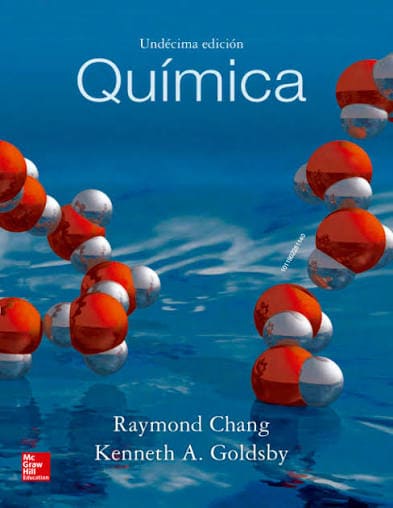 Undécima edición
Química
Raymond Chang
Kenneth A. Goldsby
Mc
Graw
Hill
Education